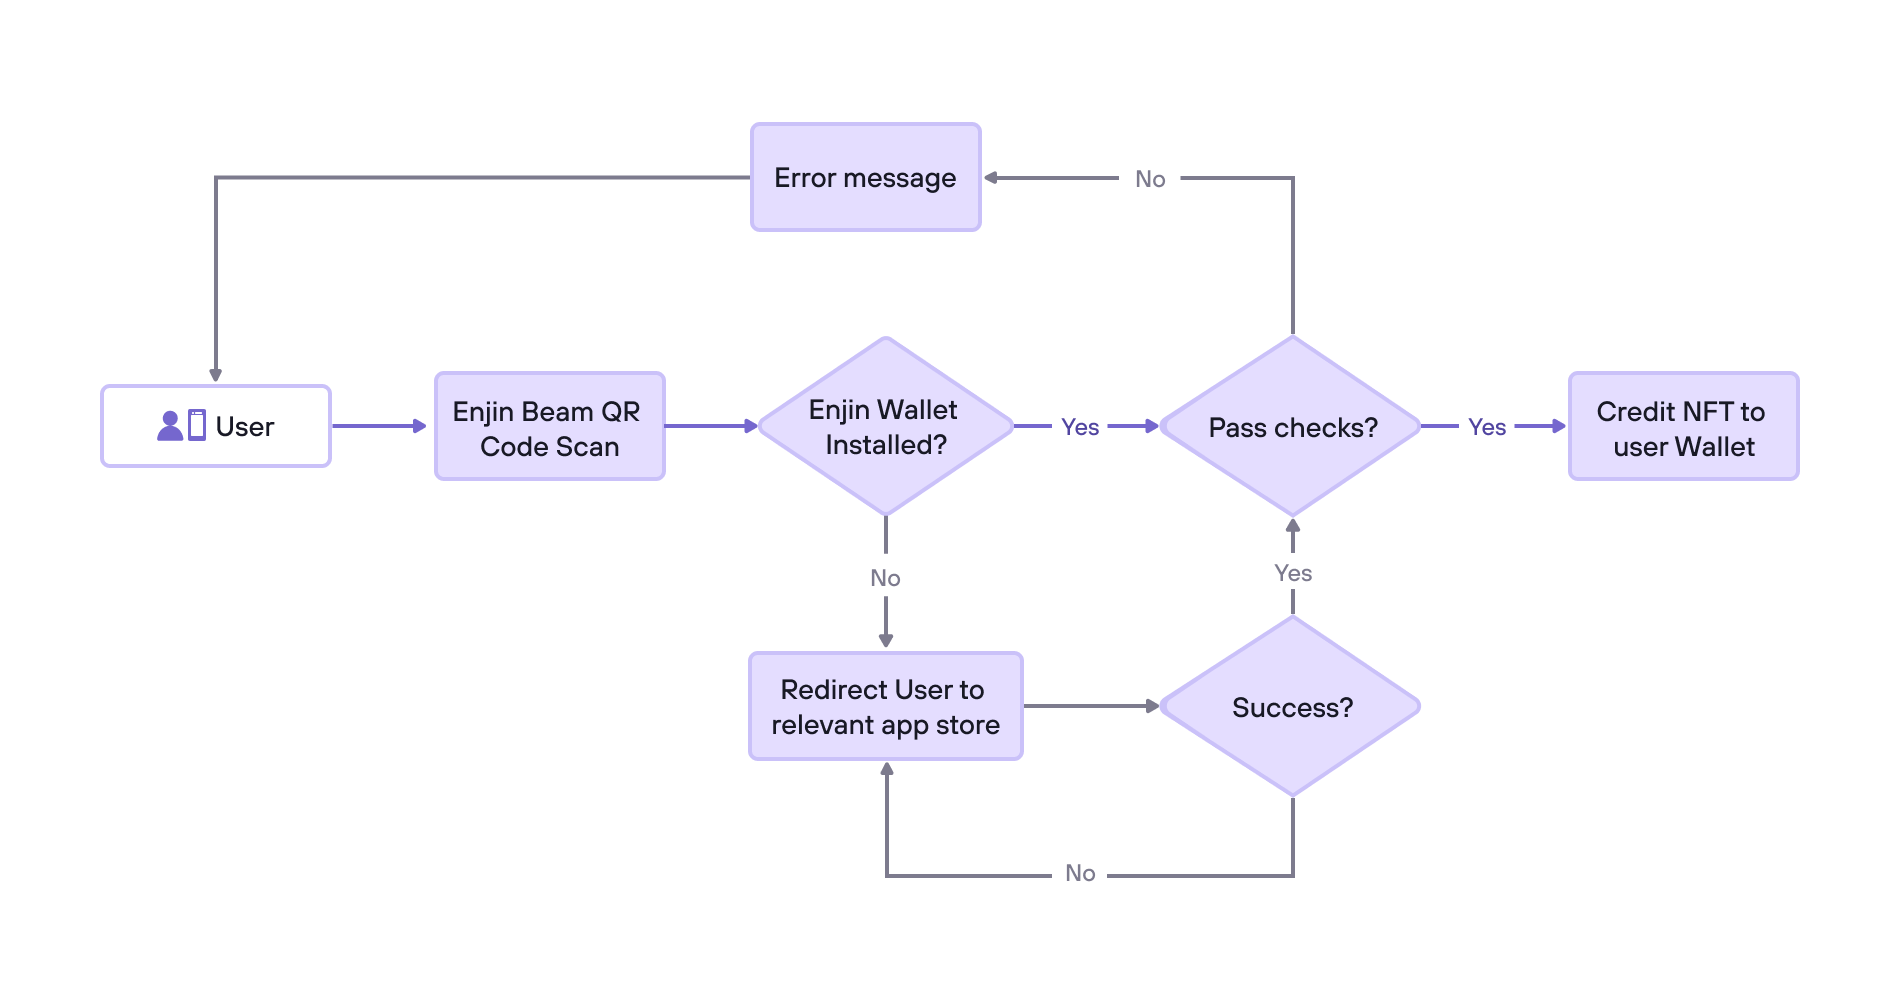 Error message
No
User
Enjin Beam QR
Code Scan
Enjin Wallet
Installed?
Yes
Pass checks?
Yes
Credit NFT to
user Wallet
No
Yes
Redirect User to
relevant app store
Success?
No